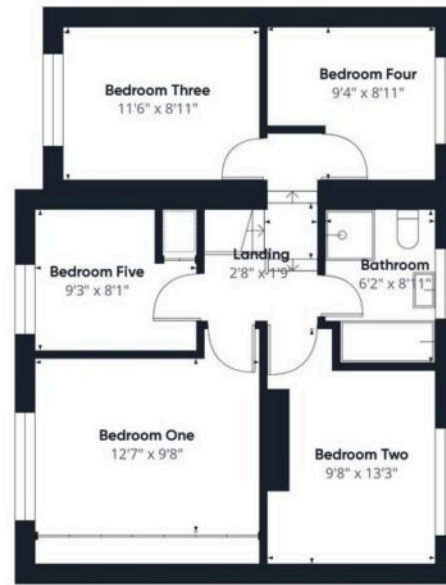 Bedroom Three
11'6" x 8'11"
Bedroom Four
9'4" x 8'11"
Bedroom Five
9'3" x 8'1"
Landing
2'8" x 1'9"
Bathroom
6'2" x 8'11"
Bedroom One
12'7" x 9'8"
Bedroom Two
9'8" x 13'3"